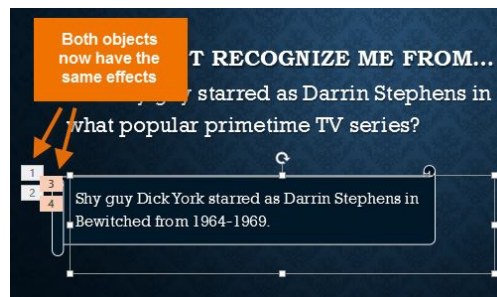 Both objects
now have the
same effects
T RECOGNIZE ME FROM...
starred as Darrin Stephens in
what popular primetime TV series?
1
3
2
4
Shy guy Dick York starred as Darrin Stephens in
Bewitched from 1964-1969.